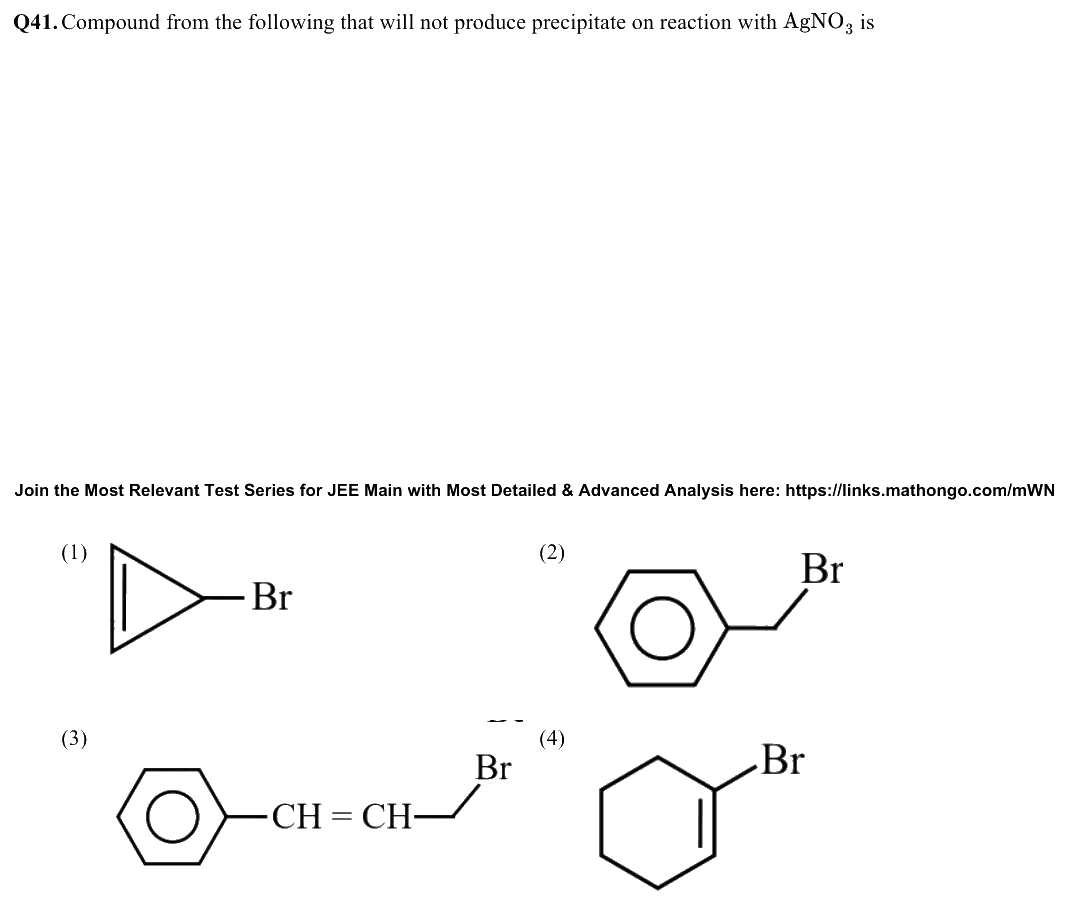 Q41. Compound from the following that will not produce precipitate on reaction with AgNO₃ is
Join the Most Relevant Test Series for JEE Main with Most Detailed & Advanced Analysis here: https://links.mathongo.com/mWN
(1) Br
(2) Br
(3) Br
CH = CH
(4) Br